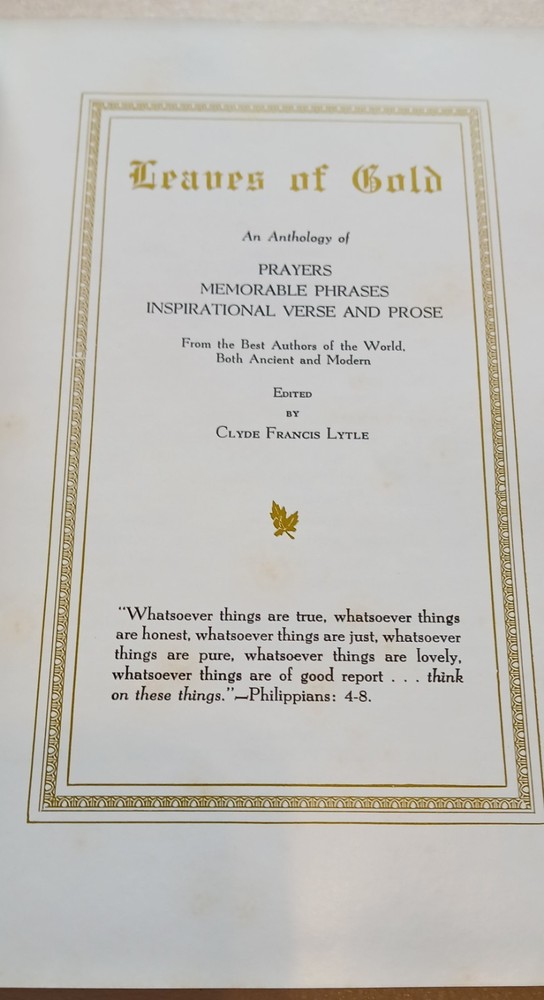 Leaves of Gold
An Anthology of
PRAYERS
MEMORABLE PHRASES
INSPIRATIONAL VERSE AND PROSE
From the Best Authors of the World,
Both Ancient and Modern
EDITED
BY
CLYDE FRANCIS LYTLE
"Whatsoever things are true, whatsoever things
are honest, whatsoever things are just, whatsoever
things are pure, whatsoever things are lovely,
whatsoever things are of good report . . . think
on these things."—Philippians: 4-8.